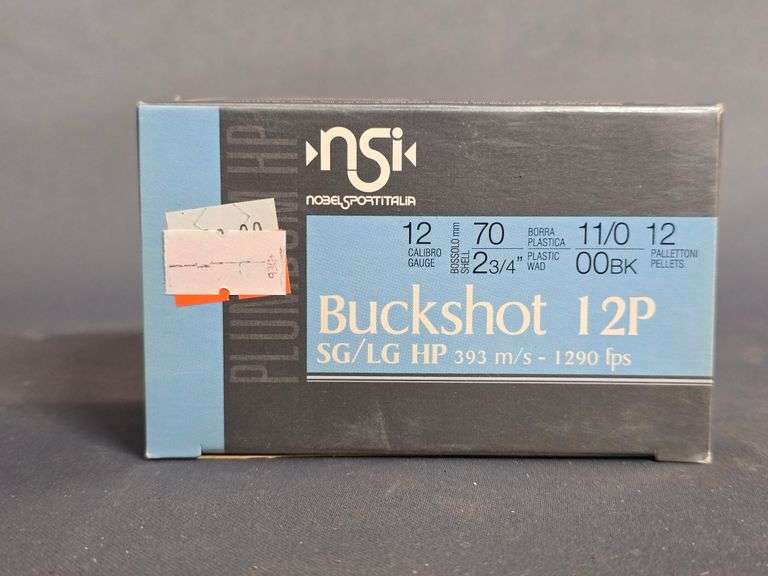 nsi
NOBELSPORTITALIA
PLUMBUM HP
12
CALIBRO
GAUGE
BOSSOLO mm
SHELL
70
2 3/4"
BORRA
PLASTICA
PLASTIC
WAD
11/0
00BK
12
PALLETTONI
PELLETS
Buckshot 12P
SG/LG HP 393 m/s - 1290 fps